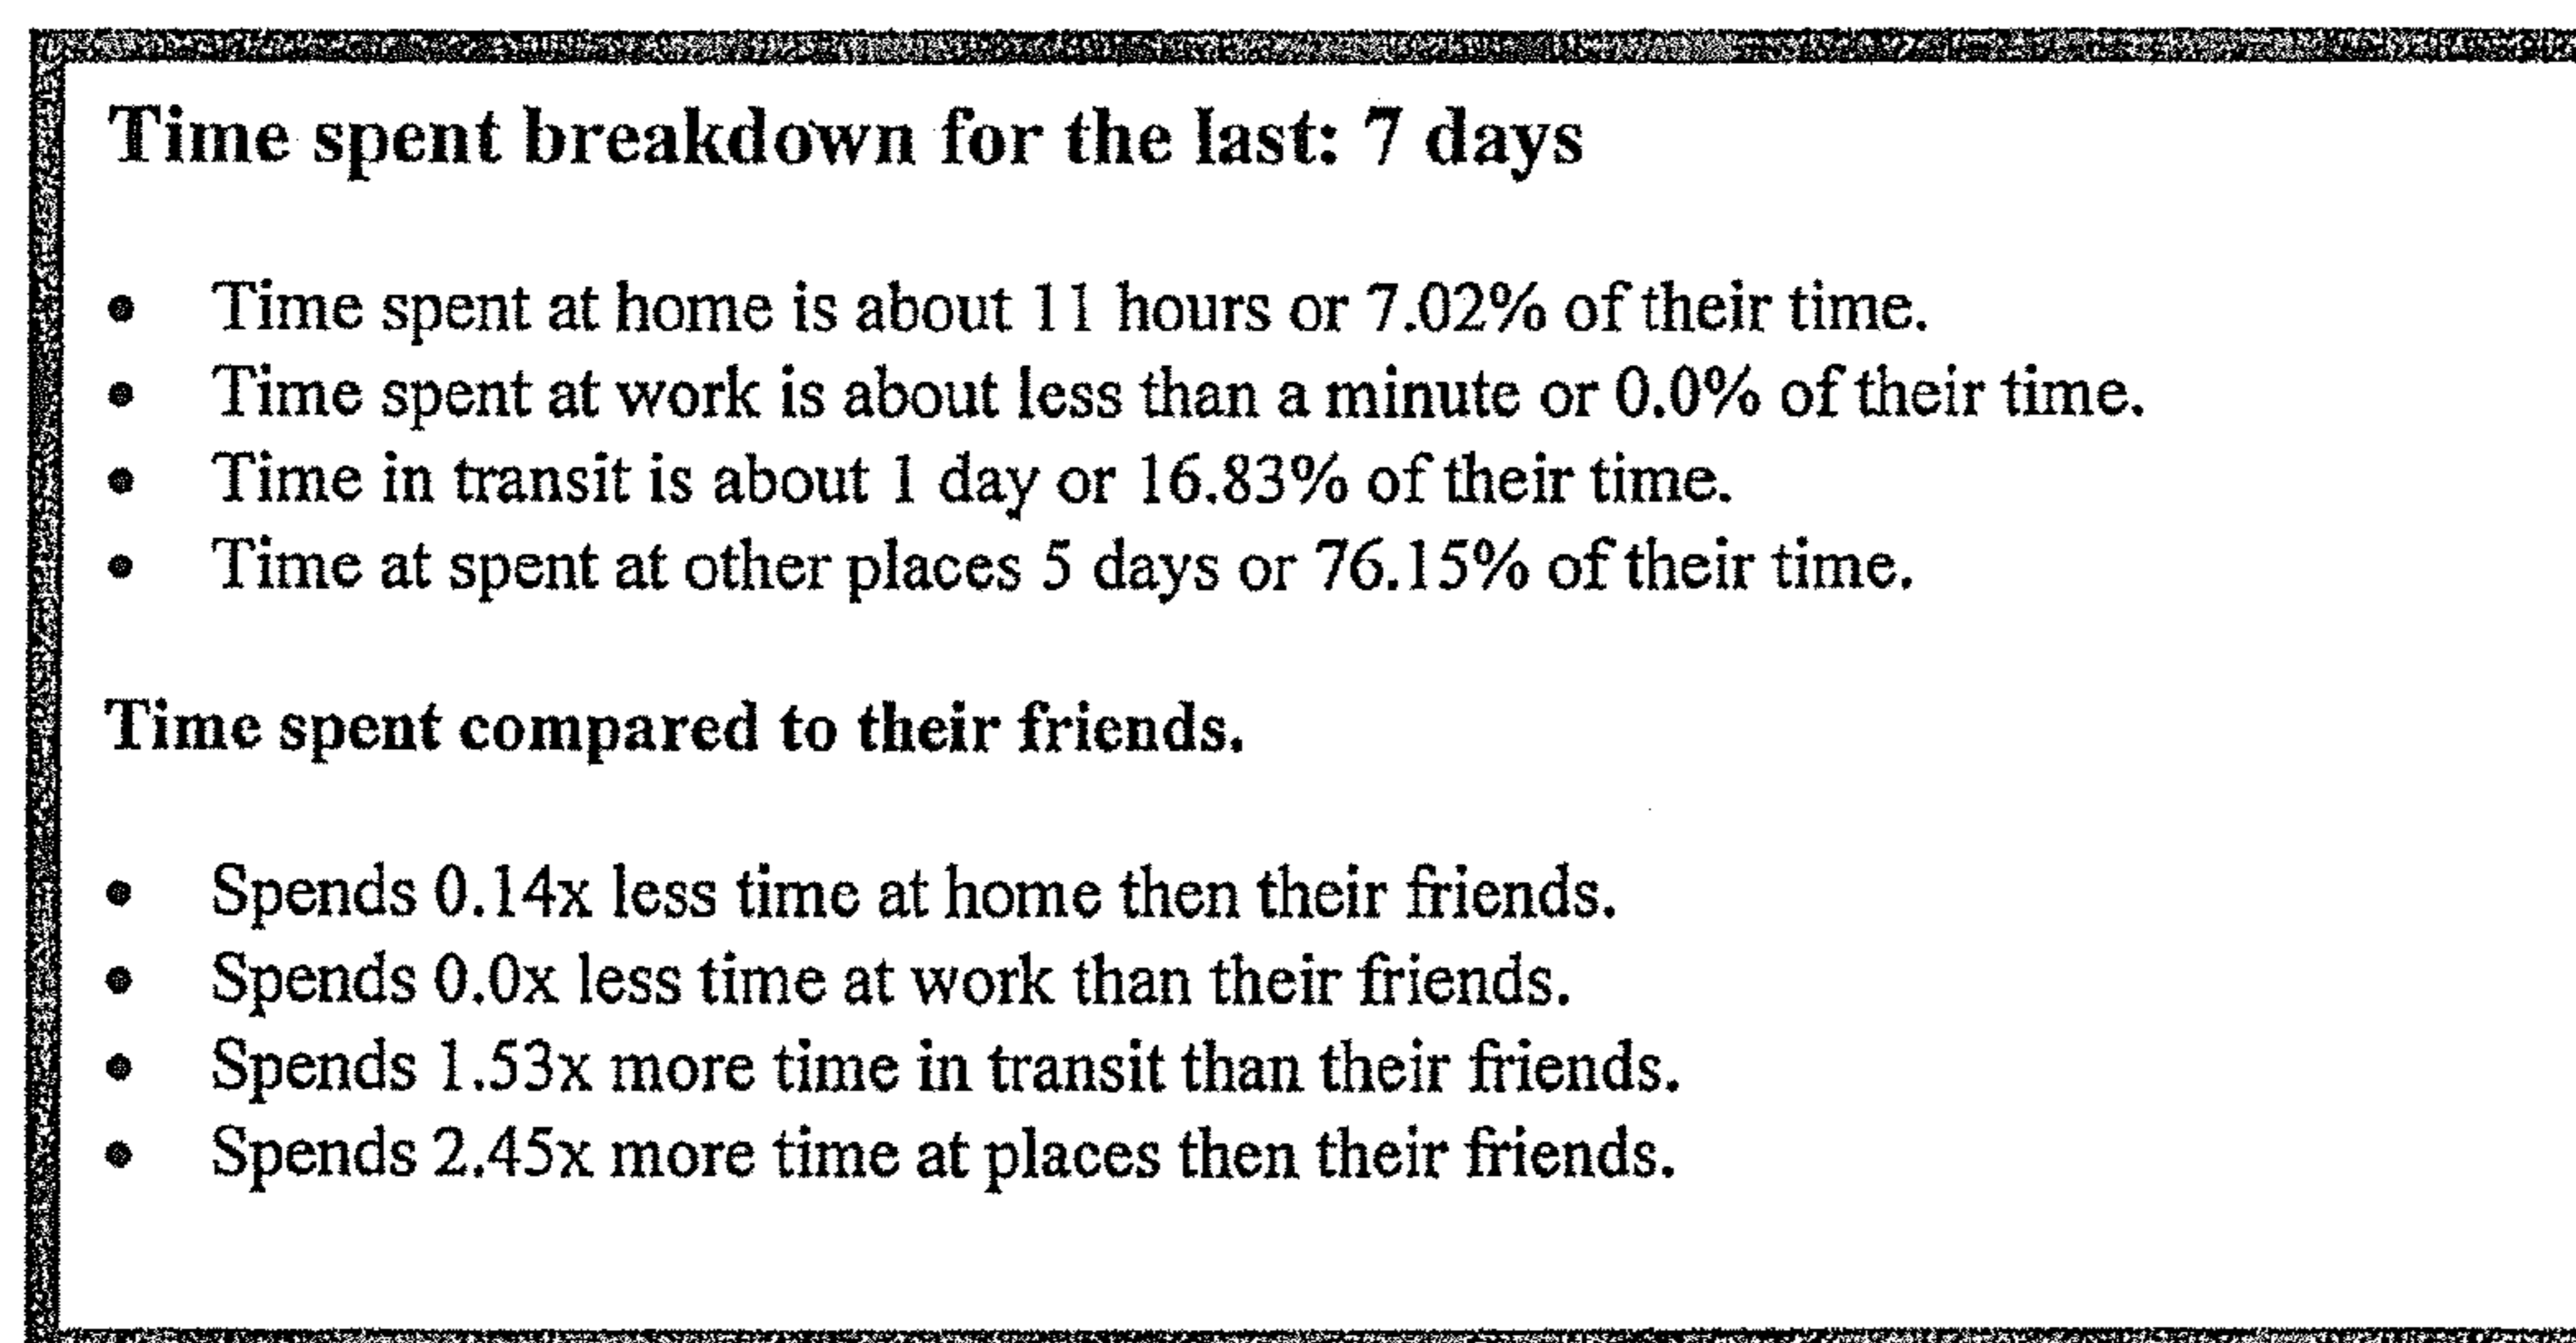 Time spent breakdown for the last: 7 days
• Time spent at home is about 11 hours or 7.02% of their time.
• Time spent at work is about less than a minute or 0.0% of their time.
• Time in transit is about 1 day or 16.83% of their time.
• Time at spent at other places 5 days or 76.15% of their time.
Time spent compared to their friends.
• Spends 0.14x less time at home then their friends.
• Spends 0.0x less time at work than their friends.
• Spends 1.53x more time in transit than their friends.
• Spends 2.45x more time at places then their friends.